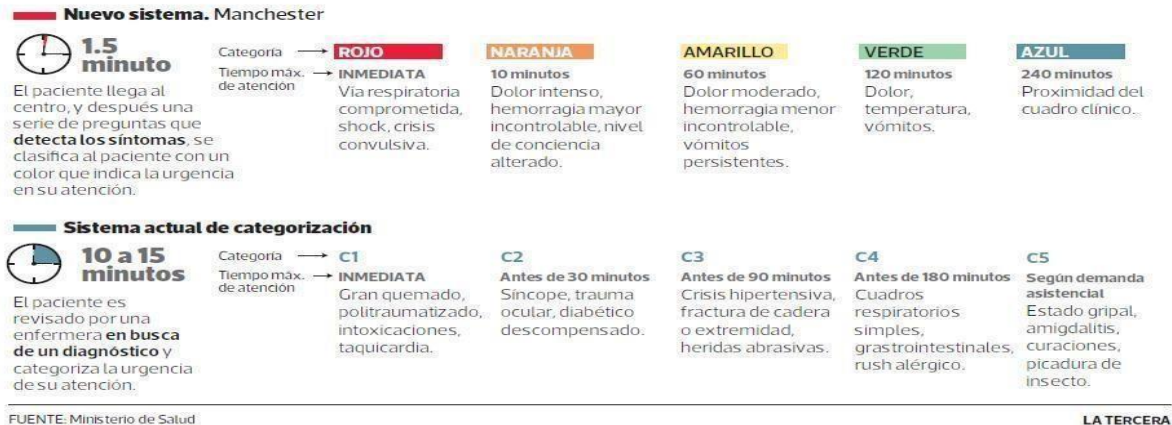 Nuevo sistema. Manchester
1.5
minuto
El paciente llega al
centro, y después una
serie de preguntas que
detecta los síntomas, se
clasifica al paciente con un
color que indica la urgencia
en su atención.
Categoría
Tiempo máx.
de atención
ROJO
INMEDIATA
Vía respiratoria
comprometida,
shock, crisis
convulsiva.
NARANJA
10 minutos
Dolor intenso,
hemorragia mayor
incontrolable, nivel
de conciencia
alterado.
AMARILLO
60 minutos
Dolor moderado,
hemorragia menor
incontrolable,
vómitos
persistentes.
VERDE
120 minutos
Dolor,
temperatura,
vómitos.
AZUL
240 minutos
Proximidad del
cuadro clínico.
Sistema actual de categorización
10 a 15
minutos
El paciente es
revisado por una
enfermera en busca
de un diagnóstico y
categoriza la urgencia
de su atención.
Categoría
Tiempo máx.
de atención
C1
INMEDIATA
Gran quemado,
politraumatizado,
intoxicaciones,
taquicardia.
C2
Antes de 30 minutos
Síncope, trauma
ocular, diabético
descompensado.
C3
Antes de 90 minutos
Crisis hipertensiva,
fractura de cadera
o extremidad,
heridas abrasivas.
C4
Antes de 180 minutos
Cuadros
respiratorios
simples,
grastrointestinales,
rush alérgico.
C5
Según demanda
asistencial
Estado gripal,
amigdalitis,
curaciones,
picadura de
insecto.
FUENTE: Ministerio de Salud
LA TERCERA